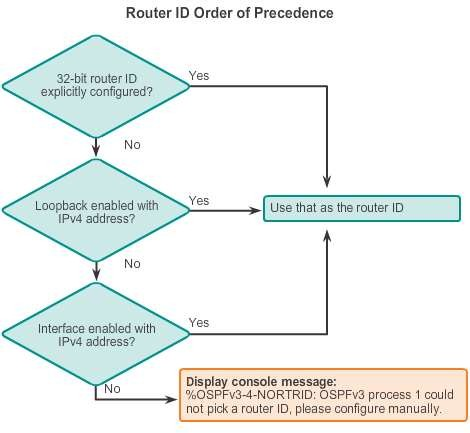 Router ID Order of Precedence
32-bit router ID
explicitly configured?
Yes
No
Loopback enabled with
IPv4 address?
Yes
Use that as the router ID
No
Interface enabled with
IPv4 address?
Yes
No
Display console message:
%OSPFv3-4-NORTRID: OSPFv3 process 1 could
not pick a router ID, please configure manually.